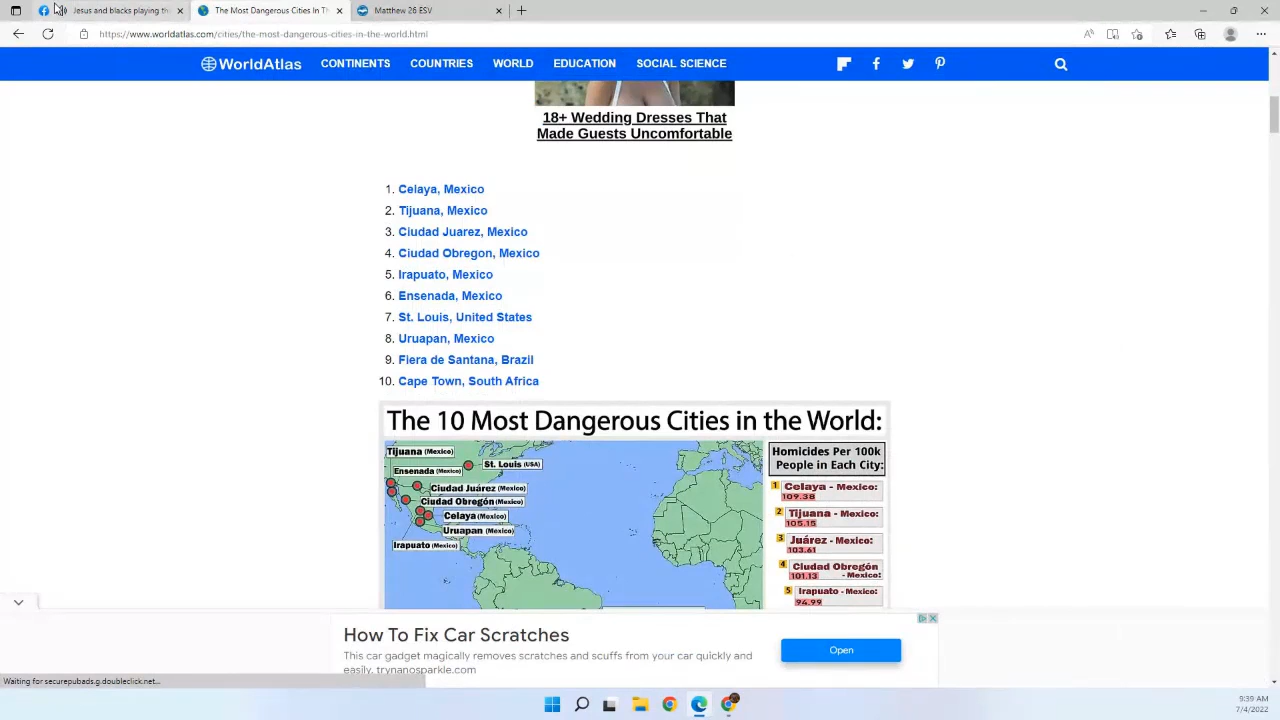 Jesus and blacks playing th
The Most Dangerous Cities In Th
Matthew 26 ESV
https://www.worldatlas.com/cities/the-most-dangerous-cities-in-the-world.html
WorldAtlas CONTINENTS COUNTRIES WORLD EDUCATION SOCIAL SCIENCE
18+ Wedding Dresses That
Made Guests Uncomfortable
1. Celaya, Mexico
2. Tijuana, Mexico
3. Ciudad Juarez, Mexico
4. Ciudad Obregon, Mexico
5. Irapuato, Mexico
6. Ensenada, Mexico
7. St. Louis, United States
8. Uruapan, Mexico
9. Fiera de Santana, Brazil
10. Cape Town, South Africa
The 10 Most Dangerous Cities in the World:
Tijuana (Mexico)
Ensenada (Mexico)
St. Louis (USA)
Ciudad Juárez (Mexico)
Ciudad Obregón (Mexico)
Celaya (Mexico)
Uruapan (Mexico)
Irapuato (Mexico)
Homicides Per 100k
People in Each City:
1 Celaya - Mexico:
109.38
2 Tijuana - Mexico:
105.15
3 Juárez - Mexico:
103.61
4 Ciudad Obregón
101.13 - Mexico:
5 Irapuato - Mexico:
94.99
How To Fix Car Scratches
This car gadget magically removes scratches and scuffs from your car quickly and
easily. trynanosparkle.com
Open
Waiting for securepubads.g.doubleclick.net...
9:39 AM
7/4/2022